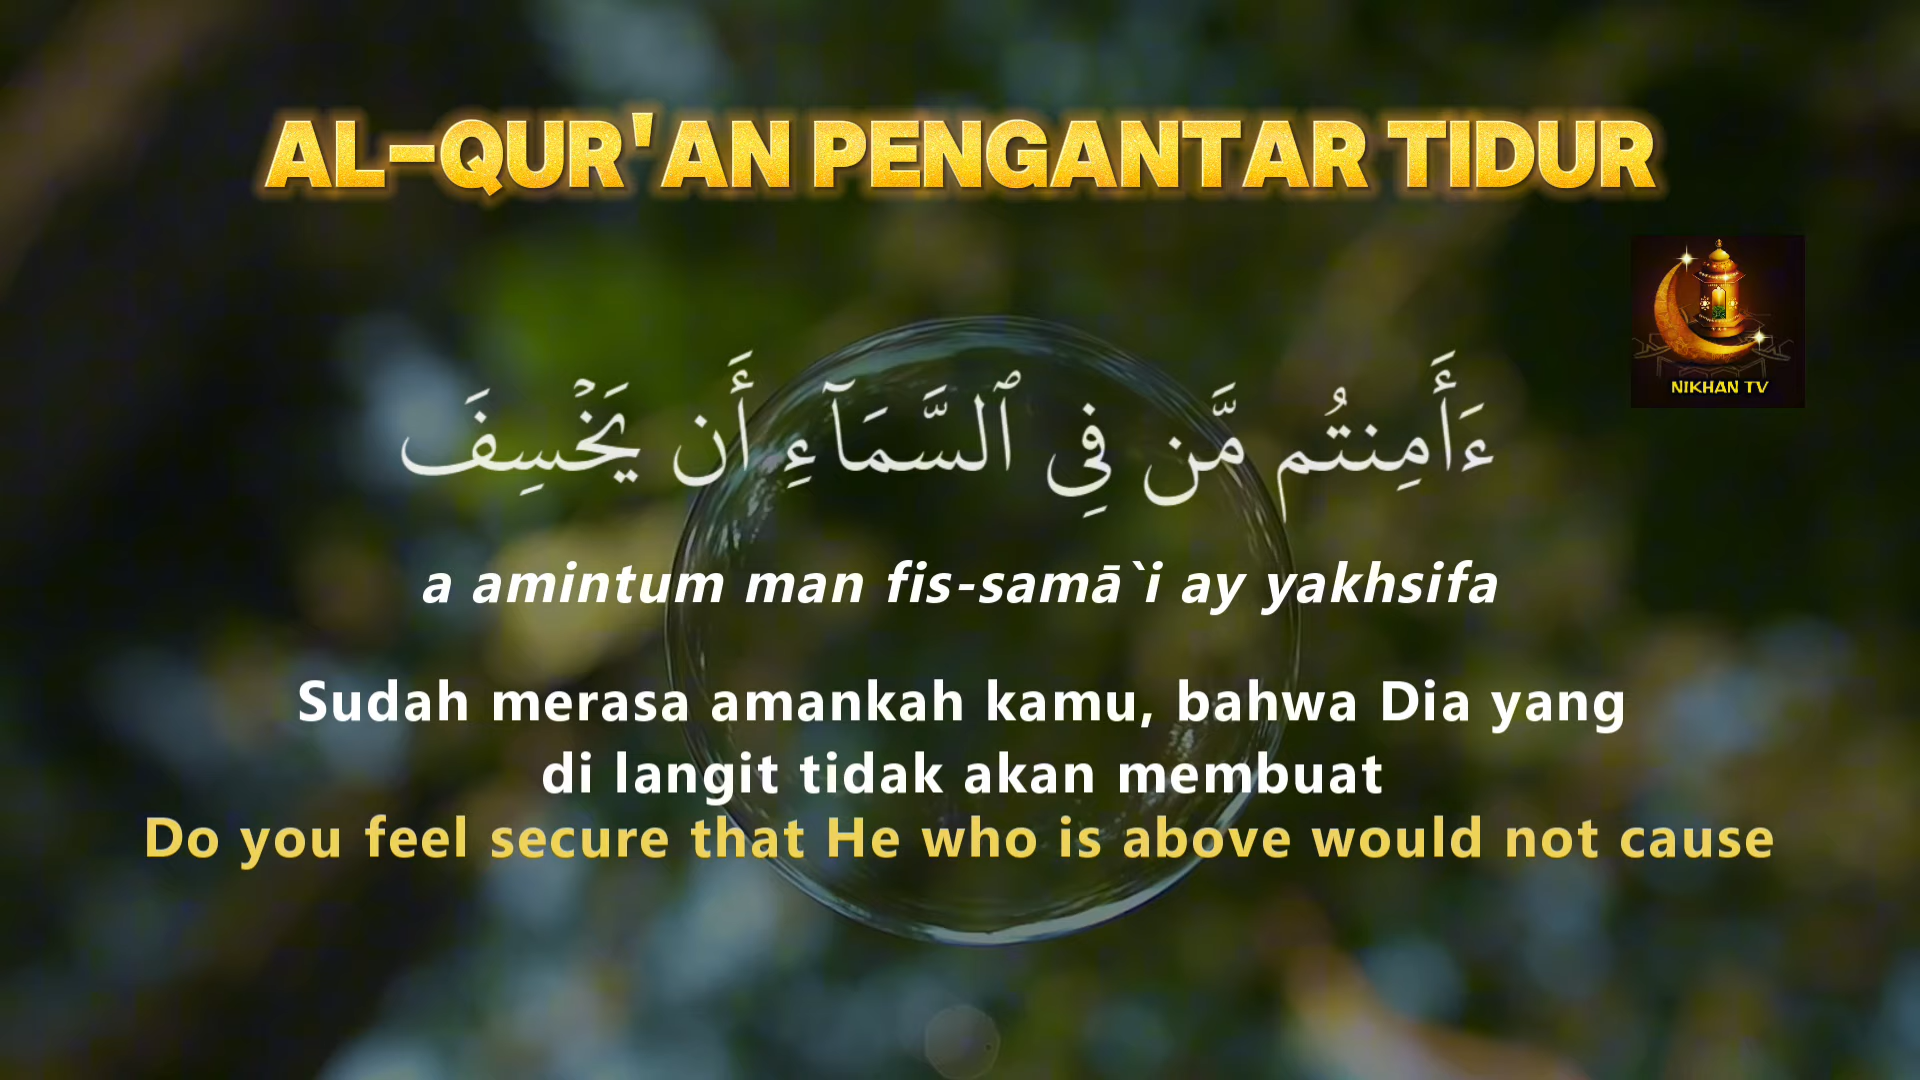 AL-QUR'AN PENGANTAR TIDUR
NIKHAN TV
ءَأَمِنتُم مَّن فِى ٱلسَّمَآءِ أَن يَخْسِفَ
a amintum man fis-samā`i ay yakhsifa
Sudah merasa amankah kamu, bahwa Dia yang
di langit tidak akan membuat
Do you feel secure that He who is above would not cause